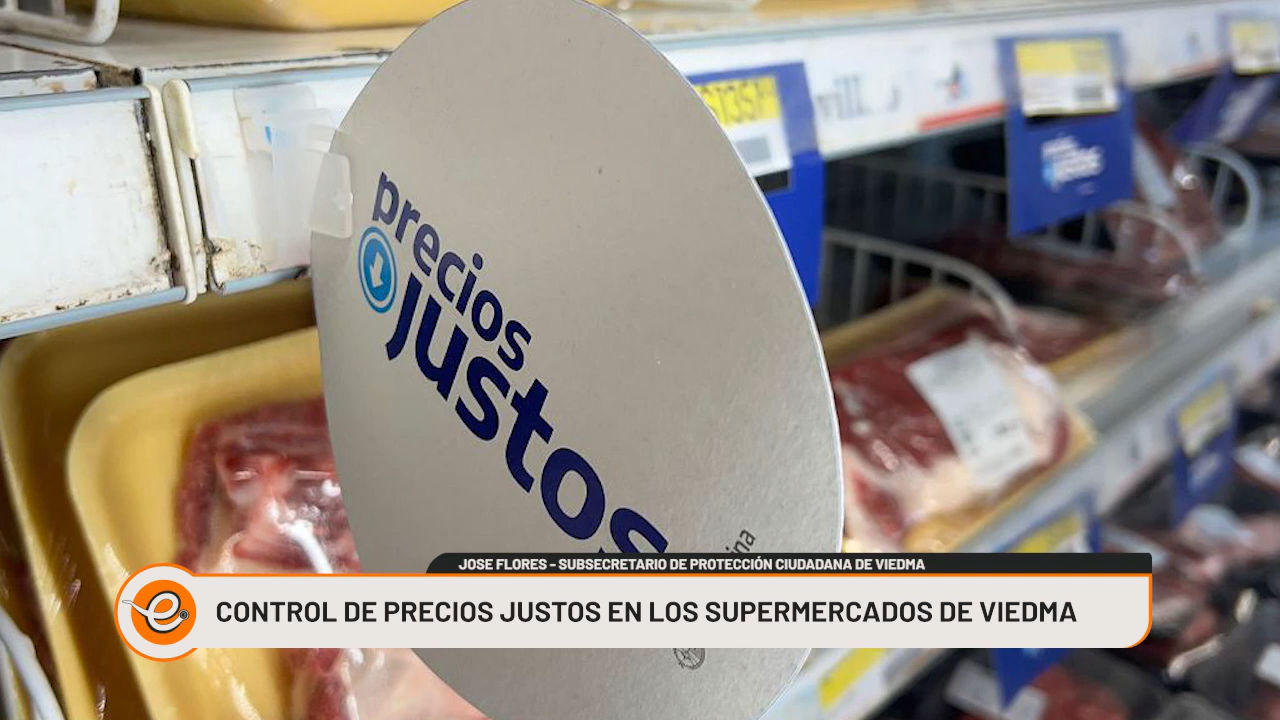 precios
justos
JOSE FLORES - SUBSECRETARIO DE PROTECCIÓN CIUDADANA DE VIEDMA
CONTROL DE PRECIOS JUSTOS EN LOS SUPERMERCADOS DE VIEDMA